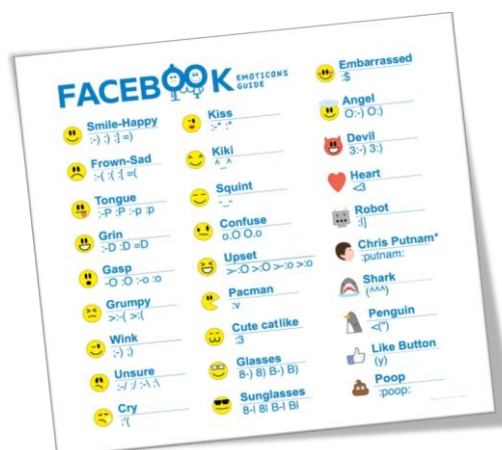 FACEBOOK EMOTICONS GUIDE
Smile-Happy
:-) :) :] =)
Frown-Sad
:-( :( :[ =(
Tongue
:-P :P :-p :p
Grin
:-D :D =D
Gasp
-O :O :-o :o
Grumpy
>:-( >:(
Wink
;-) ;)
Unsure
:-/ :/ :-\ :\
Cry
:'(
Kiss
:-* :*
Kiki
^_^
Squint
-_-
Confuse
o.O O.o
Upset
>-:O >:O >-:o >:o
Pacman
:v
Cute catlike
:3
Glasses
8-) 8) B-) B)
Sunglasses
8-l 8l B-l Bl
Embarrassed
:$
Angel
O:-) O:)
Devil
3:-) 3:)
Heart
<3
Robot
:l]
Chris Putnam*
:putnam:
Shark
(^^^)
Penguin
<(")
Like Button
(y)
Poop
:poop: